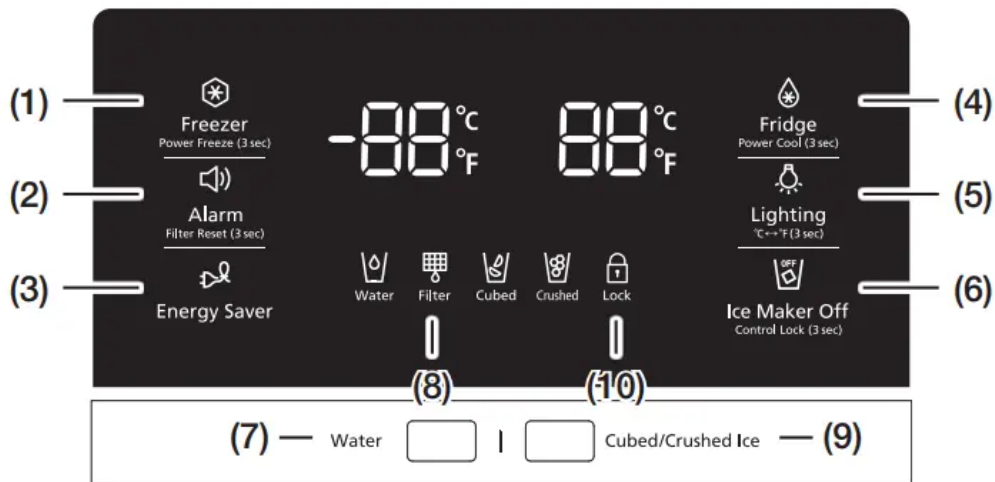 (1)
Freezer
Power Freeze (3 sec)
(2)
Alarm
Filter Reset (3 sec)
(3)
Energy Saver
-88 °C °F
88 °C °F
(4)
Fridge
Power Cool (3 sec)
(5)
Lighting
°C↔°F (3 sec)
OFF
(6)
Ice Maker Off
Control Lock (3 sec)
Water Filter Cubed Crushed Lock
(8) (10)
(7) Water | Cubed/Crushed Ice (9)